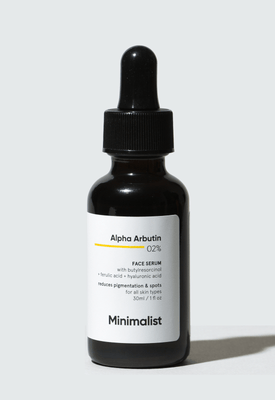 Alpha Arbutin
02%
FACE SERUM
with butylresorcinol
+ ferulic acid + hyaluronic acid
reduces pigmentation & spots
for all skin types
30ml / 1 fl oz
Minimalist